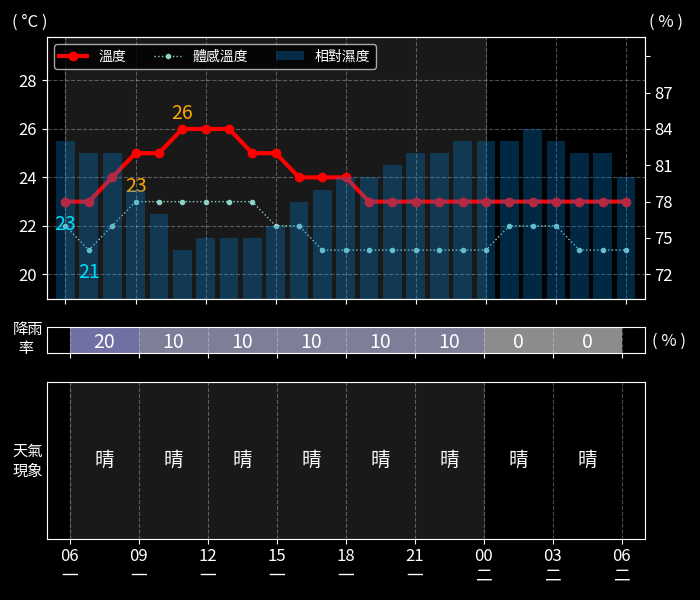 ( °C )
( % )
溫度
體感溫度
相對濕度
28
26
24
22
20
87
84
81
78
75
72
26
23
23
21
降雨
率
20 10 10 10 10 10 0 0
( % )
天氣
現象
晴 晴 晴 晴 晴 晴 晴 晴
06 09 12 15 18 21 00 03 06
一 一 一 一 一 一 二 二 二